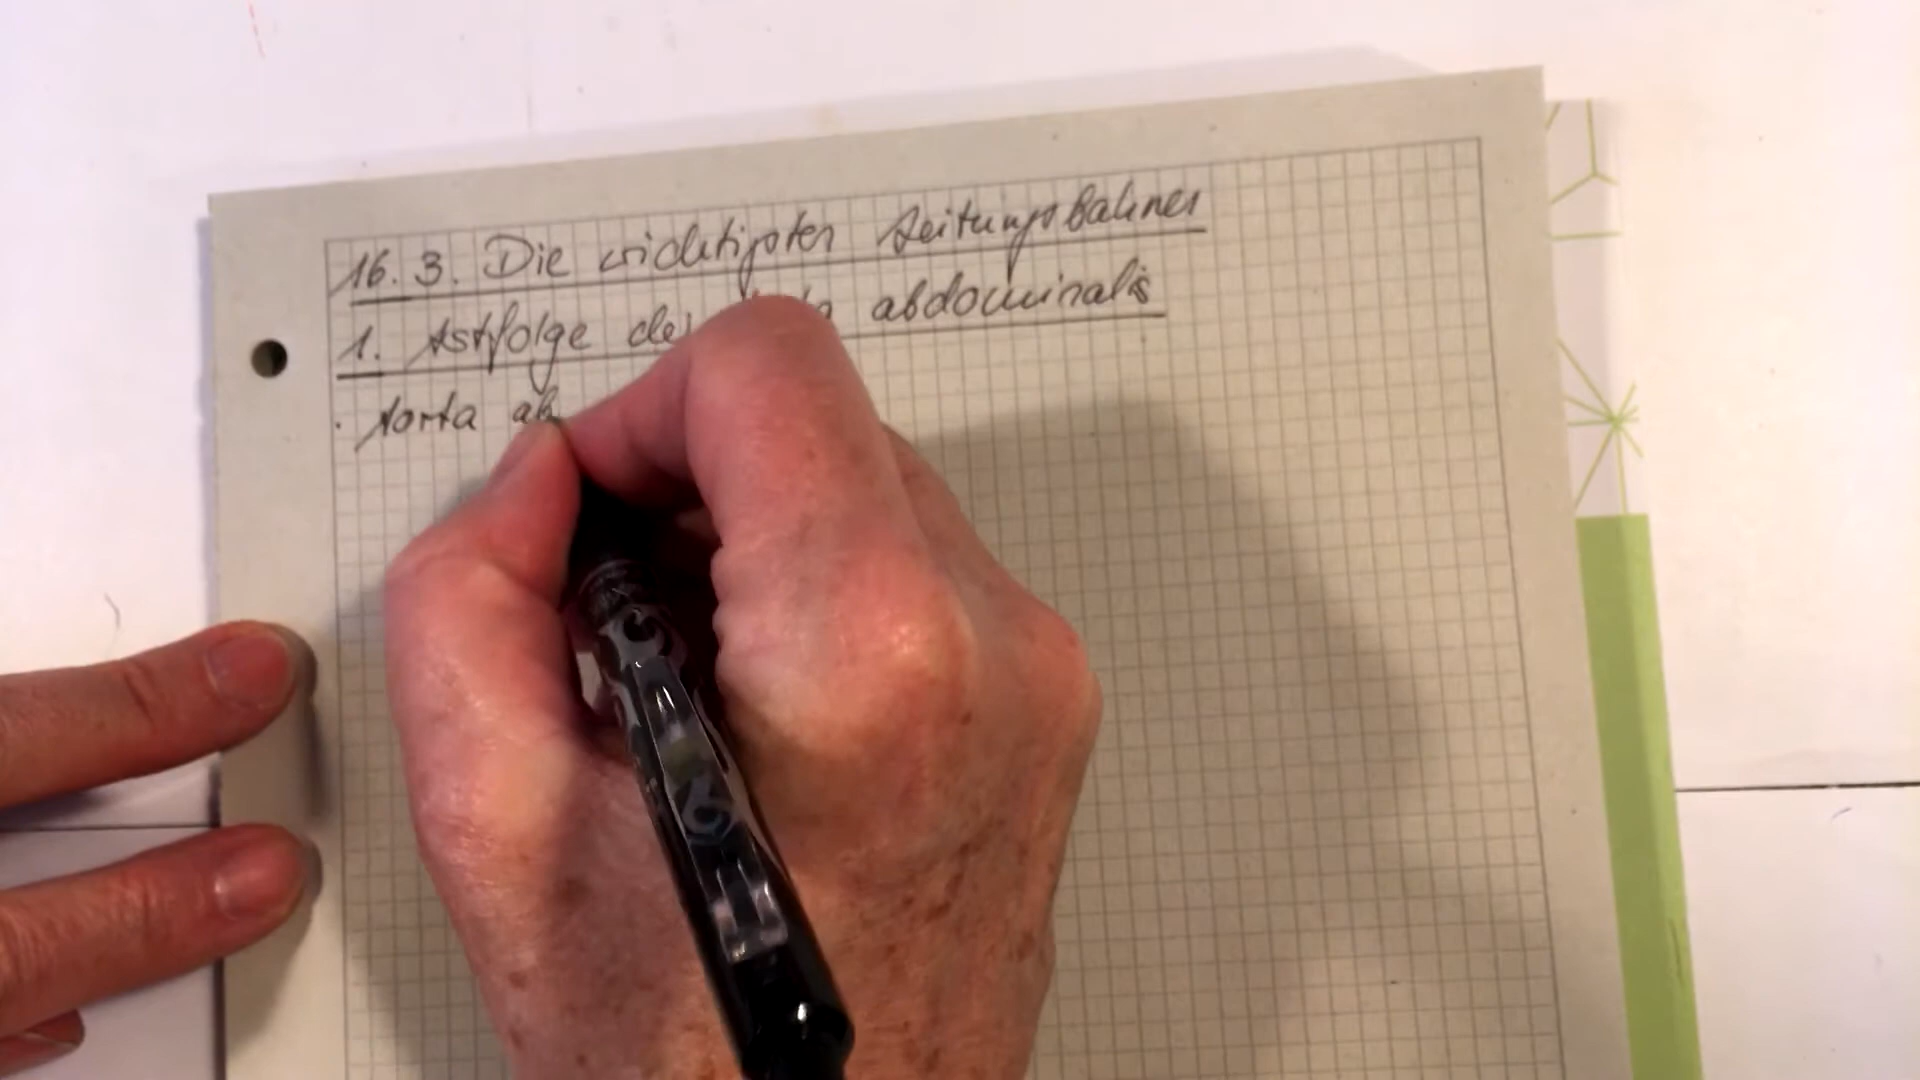 16. 3. Die wichtigsten Leitungsbahnen
1. Astfolge der abdominalis
· Aorta ab